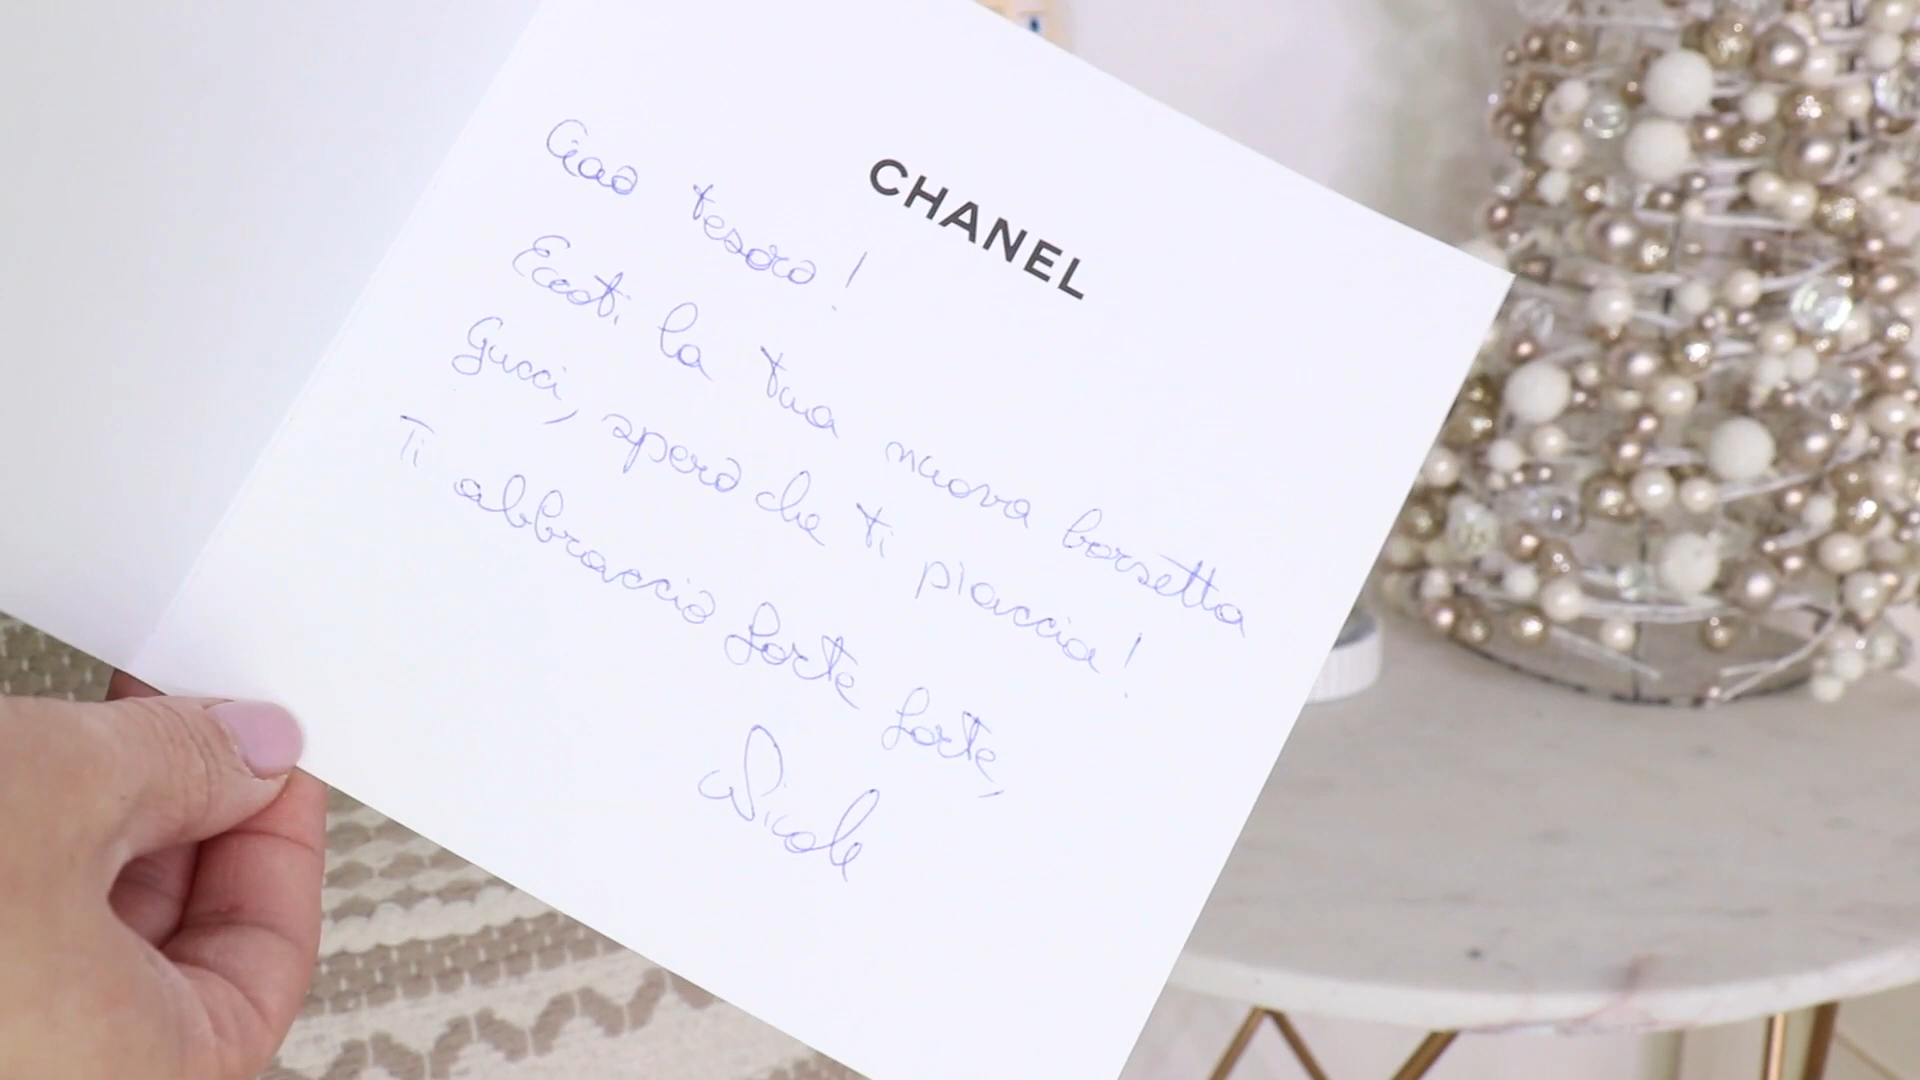 CHANEL
Ciao tesoro!
Eccoti la tua nuova borsetta
Gucci, spero che ti piaccia!
Ti abbraccio forte forte,
Nicole